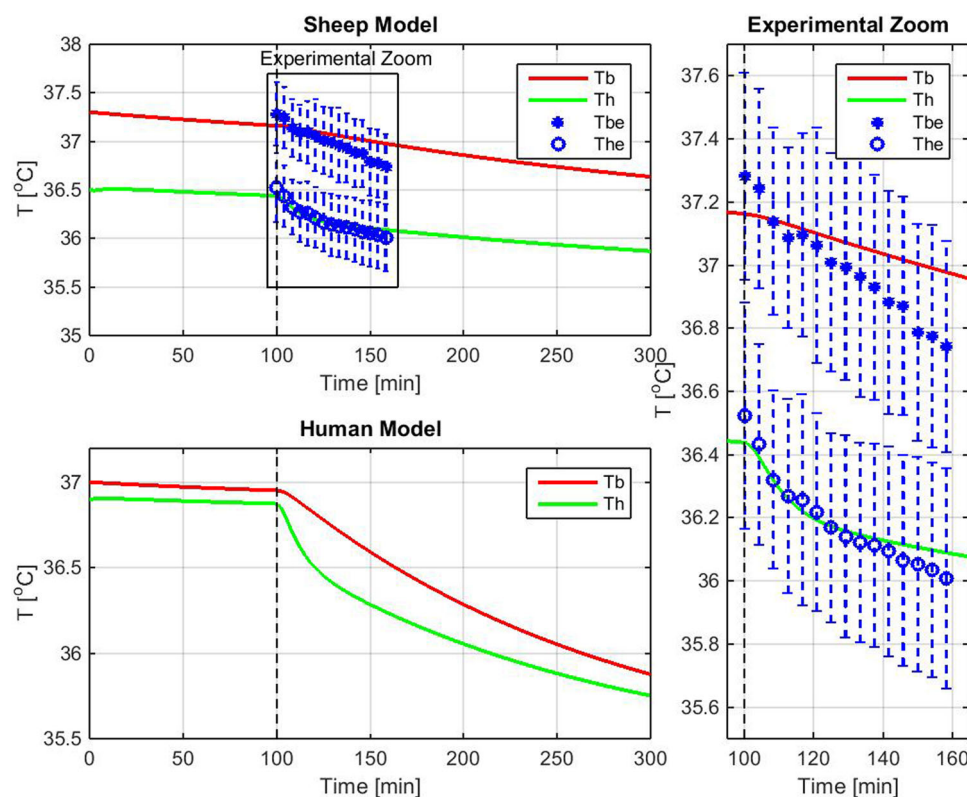 Sheep Model
38
37.5
37
36.5
36
35.5
35
T [°C]
Experimental Zoom
Tb
Th
Tbe
The
0
50
100
150
200
250
300
Time [min]
Human Model
37
36.5
36
35.5
T [°C]
Tb
Th
0
50
100
150
200
250
300
Time [min]
Experimental Zoom
37.6
37.4
37.2
37
36.8
36.6
36.4
36.2
36
35.8
35.6
T [°C]
Tb
Th
Tbe
The
100
120
140
160
Time [min]